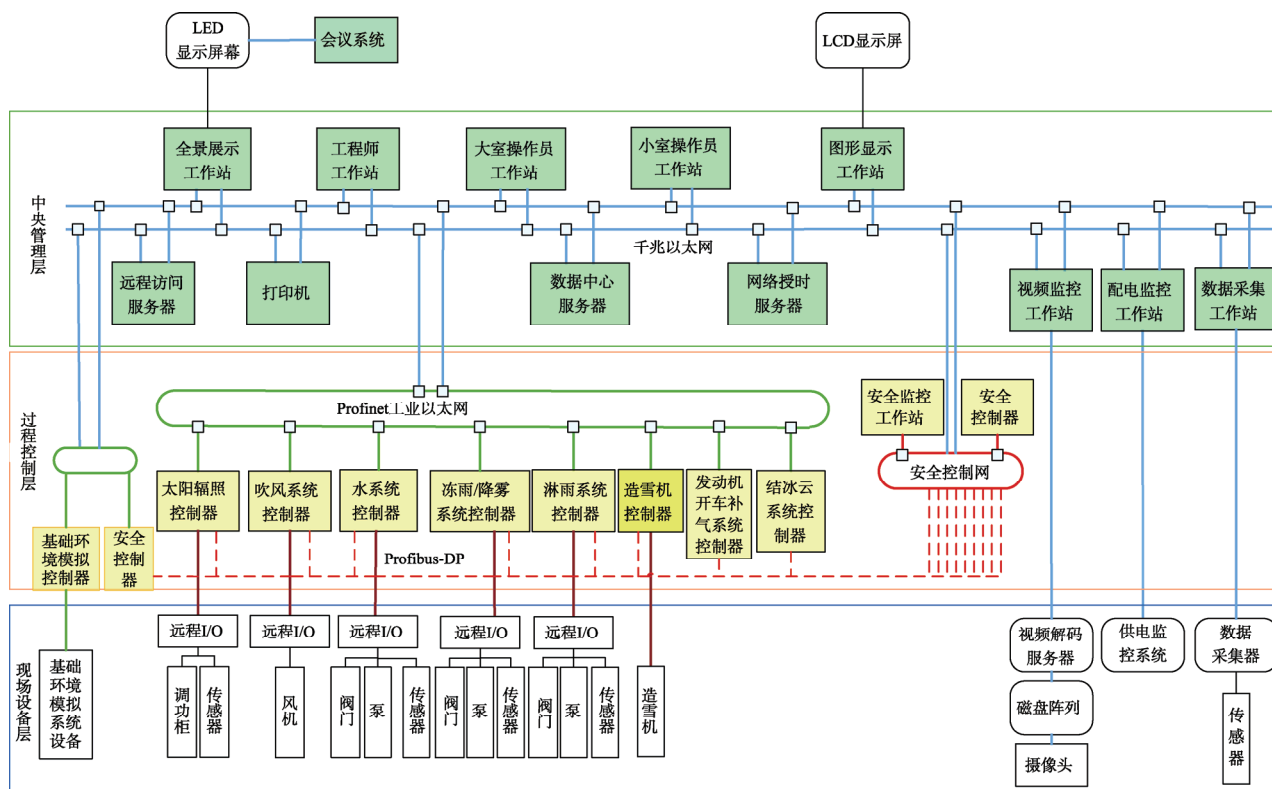 LED
显示屏幕
会议系统
LCD显示屏
中央管理层
全景展示
工作站
工程师
工作站
大室操作员
工作站
小室操作员
工作站
图形显示
工作站
千兆以太网
远程访问
服务器
打印机
数据中心
服务器
网络授时
服务器
视频监控
工作站
配电监控
工作站
数据采集
工作站
过程控制层
Profinet工业以太网
安全监控
工作站
安全
控制器
安全控制网
太阳辐照
控制器
吹风系统
控制器
水系统
控制器
冻雨/降雾
系统控制器
淋雨系统
控制器
造雪机
控制器
发动机
开车补
气系统
控制器
结冰云
系统控
制器
基础环
境模拟
控制器
安全
控制
器
Profibus-DP
现场设备层
远程I/O
远程I/O
远程I/O
远程I/O
远程I/O
视频解码
服务器
供电监
控系统
数据
采集器
基础
环境
模拟
系统
设备
调功柜
传感器
风机
阀门
泵
传感器
阀门
泵
传感器
阀门
泵
传感器
造雪机
磁盘阵列
摄像头
传感器